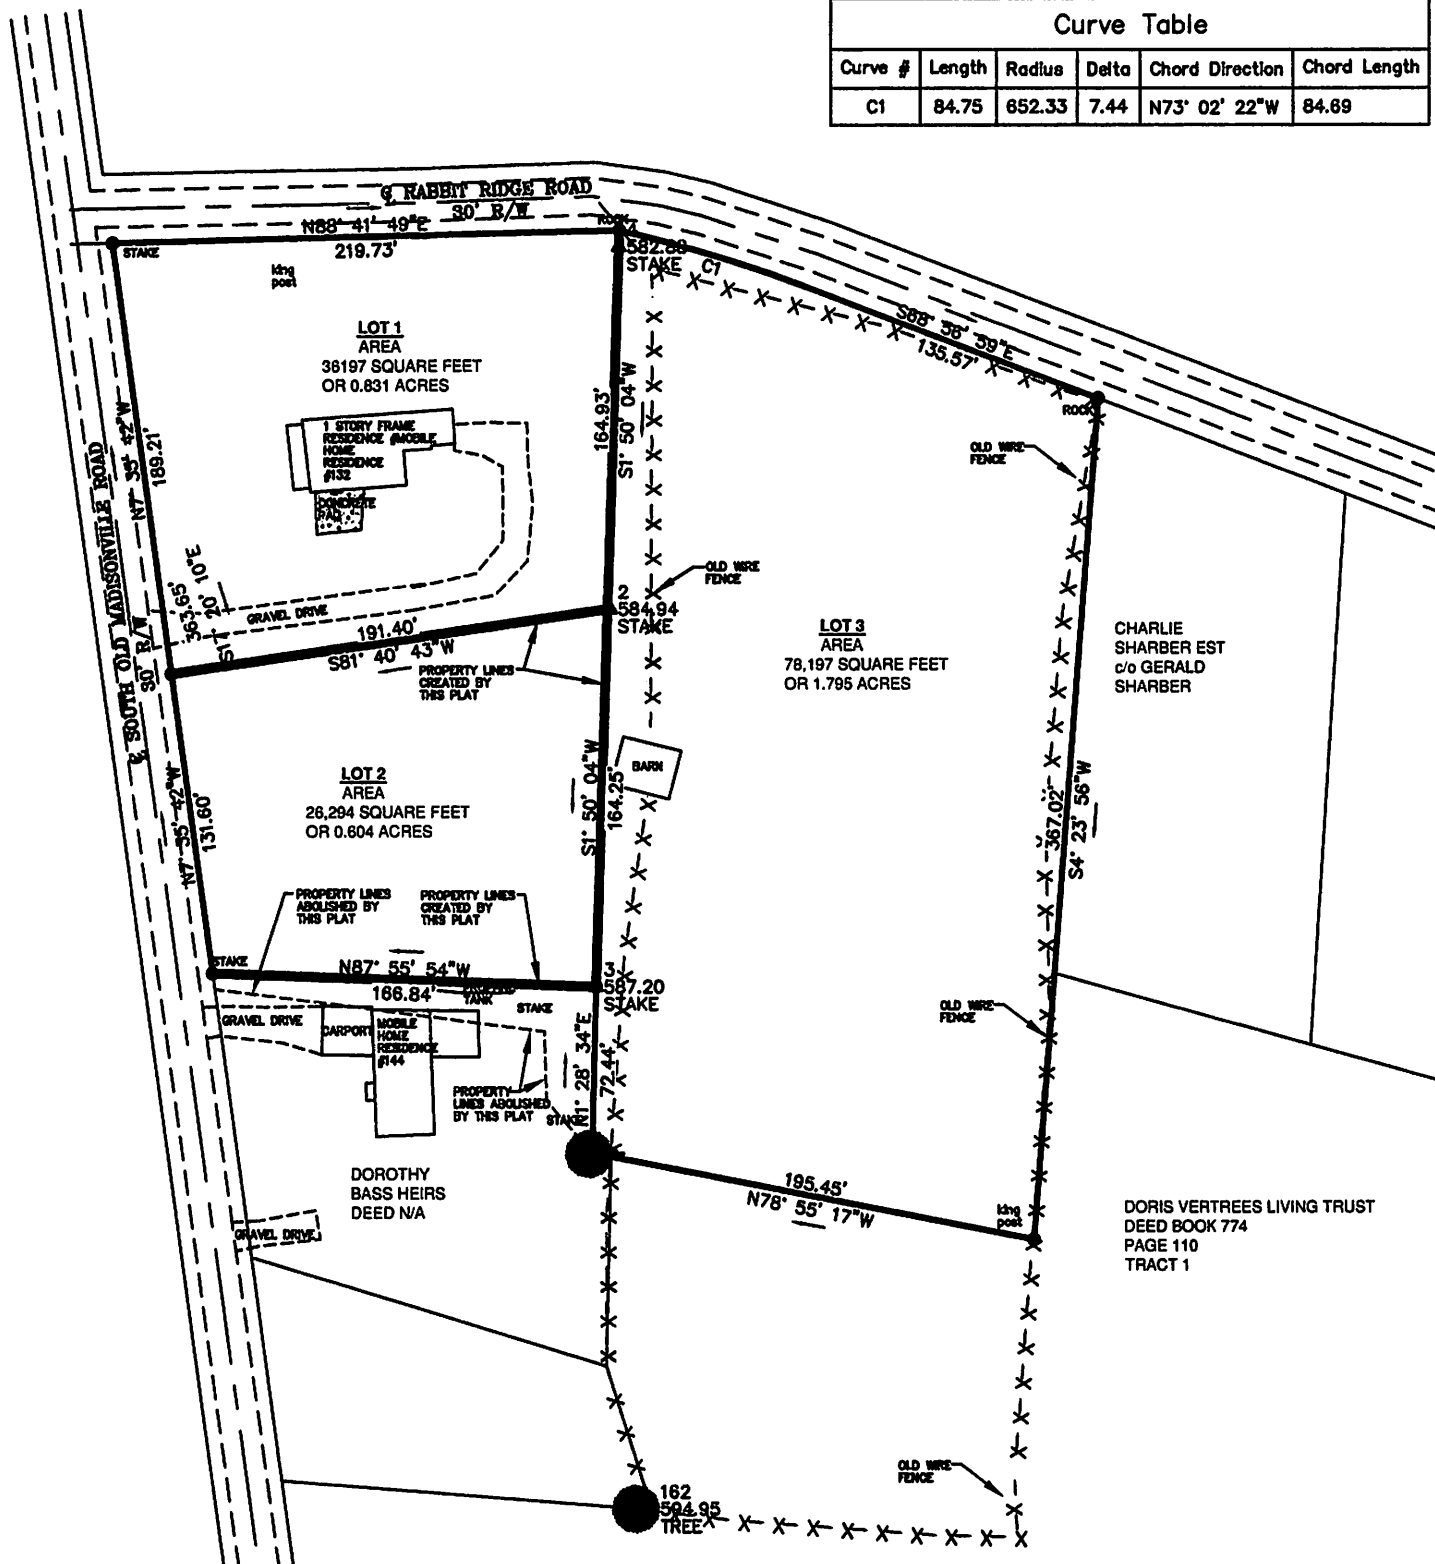 Curve Table
Curve # Length Radius Delta Chord Direction Chord Length
C1 84.75 652.33 7.44 N73° 02' 22"W 84.69
℄ RABBIT RIDGE ROAD
30' R/W
N88° 41' 49"E
219.73'
STAKE
king
post
ROCK
4
582.88
STAKE
C1
S68° 56' 59"E
135.57'
ROCK
LOT 1
AREA
36197 SQUARE FEET
OR 0.831 ACRES
1 STORY FRAME
RESIDENCE #MOBILE
HOME
RESIDENCE
#132
CONCRETE
PAD
164.93'
S1° 50' 04"W
N7° 35' 42"W
189.21'
℄ SOUTH OLD MADISONVILLE ROAD
30' R/W
363.65'
S1° 20' 10"E
GRAVEL DRIVE
191.40'
S81° 40' 43"W
PROPERTY LINES
CREATED BY
THIS PLAT
2
584.94
STAKE
OLD WIRE
FENCE
OLD WIRE
FENCE
LOT 3
AREA
78,197 SQUARE FEET
OR 1.795 ACRES
CHARLIE
SHARBER EST
c/o GERALD
SHARBER
BARN
LOT 2
AREA
26,294 SQUARE FEET
OR 0.604 ACRES
S1° 50' 04"W
164.25'
N7° 35' 42"W
131.60'
367.02'
S4° 23' 56"W
PROPERTY LINES
ABOLISHED BY
THIS PLAT
PROPERTY LINES
CREATED BY
THIS PLAT
STAKE
N87° 55' 54"W
166.84'
TANK
STAKE
3
587.20
STAKE
OLD WIRE
FENCE
GRAVEL DRIVE
CARPORT
MOBILE
HOME
RESIDENCE
#144
N1° 28' 34"E
72.44'
PROPERTY
LINES ABOLISHED
BY THIS PLAT
STAKE
DOROTHY
BASS HEIRS
DEED N/A
GRAVEL DRIVE
195.45'
N78° 55' 17"W
king
post
DORIS VERTREES LIVING TRUST
DEED BOOK 774
PAGE 110
TRACT 1
OLD WIRE
FENCE
162
594.95
TREE